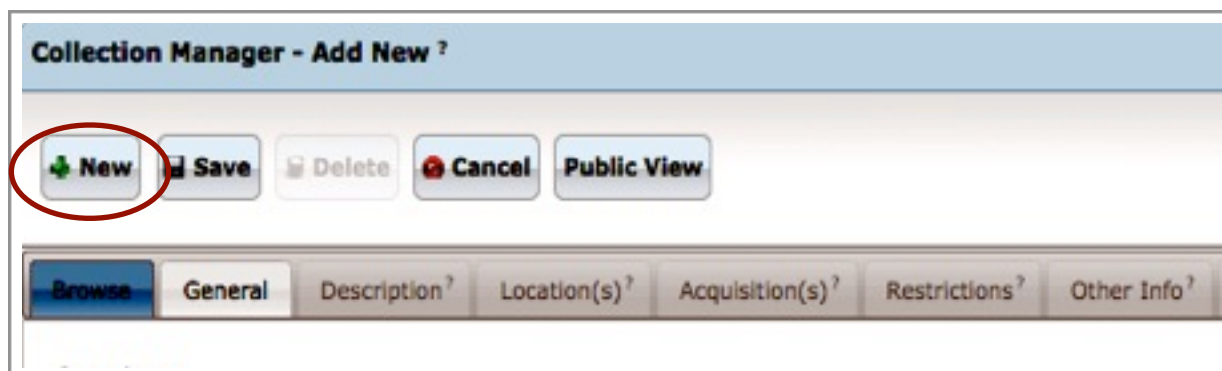 Collection Manager - Add New ?
New Save Delete Cancel Public View
Browse General Description? Location(s)? Acquisition(s)? Restrictions? Other Info?